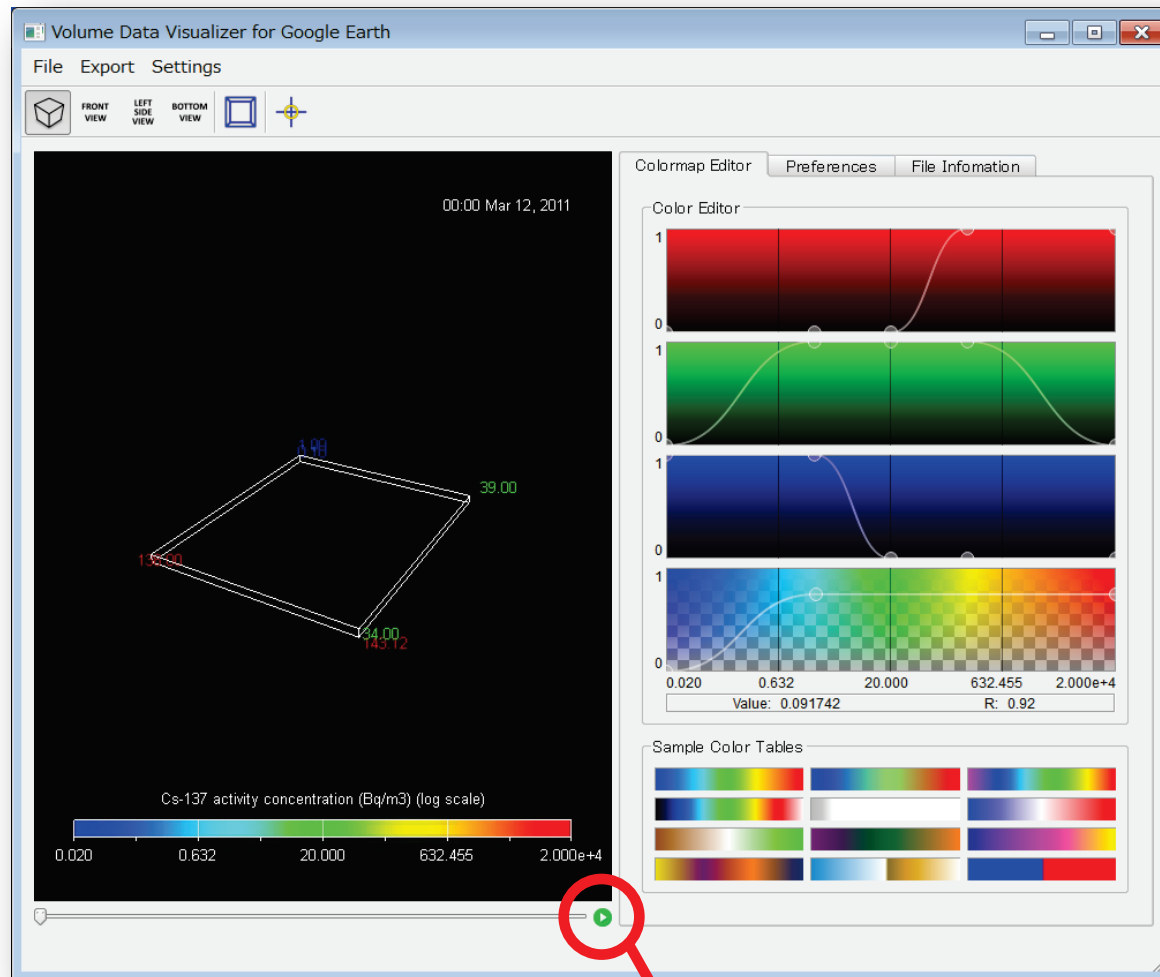 Volume Data Visualizer for Google Earth
File Export Settings
FRONT VIEW
LEFT SIDE VIEW
BOTTOM VIEW
00:00 Mar 12, 2011
39.00
34.00
143.12
Cs-137 activity concentration (Bq/m3) (log scale)
0.020 0.632 20.000 632.455 2.000e+4
Colormap Editor Preferences File Infomation
Color Editor
1
0
1
0
1
0
1
0
0.020 0.632 20.000 632.455 2.000e+4
Value: 0.091742 R: 0.92
Sample Color Tables